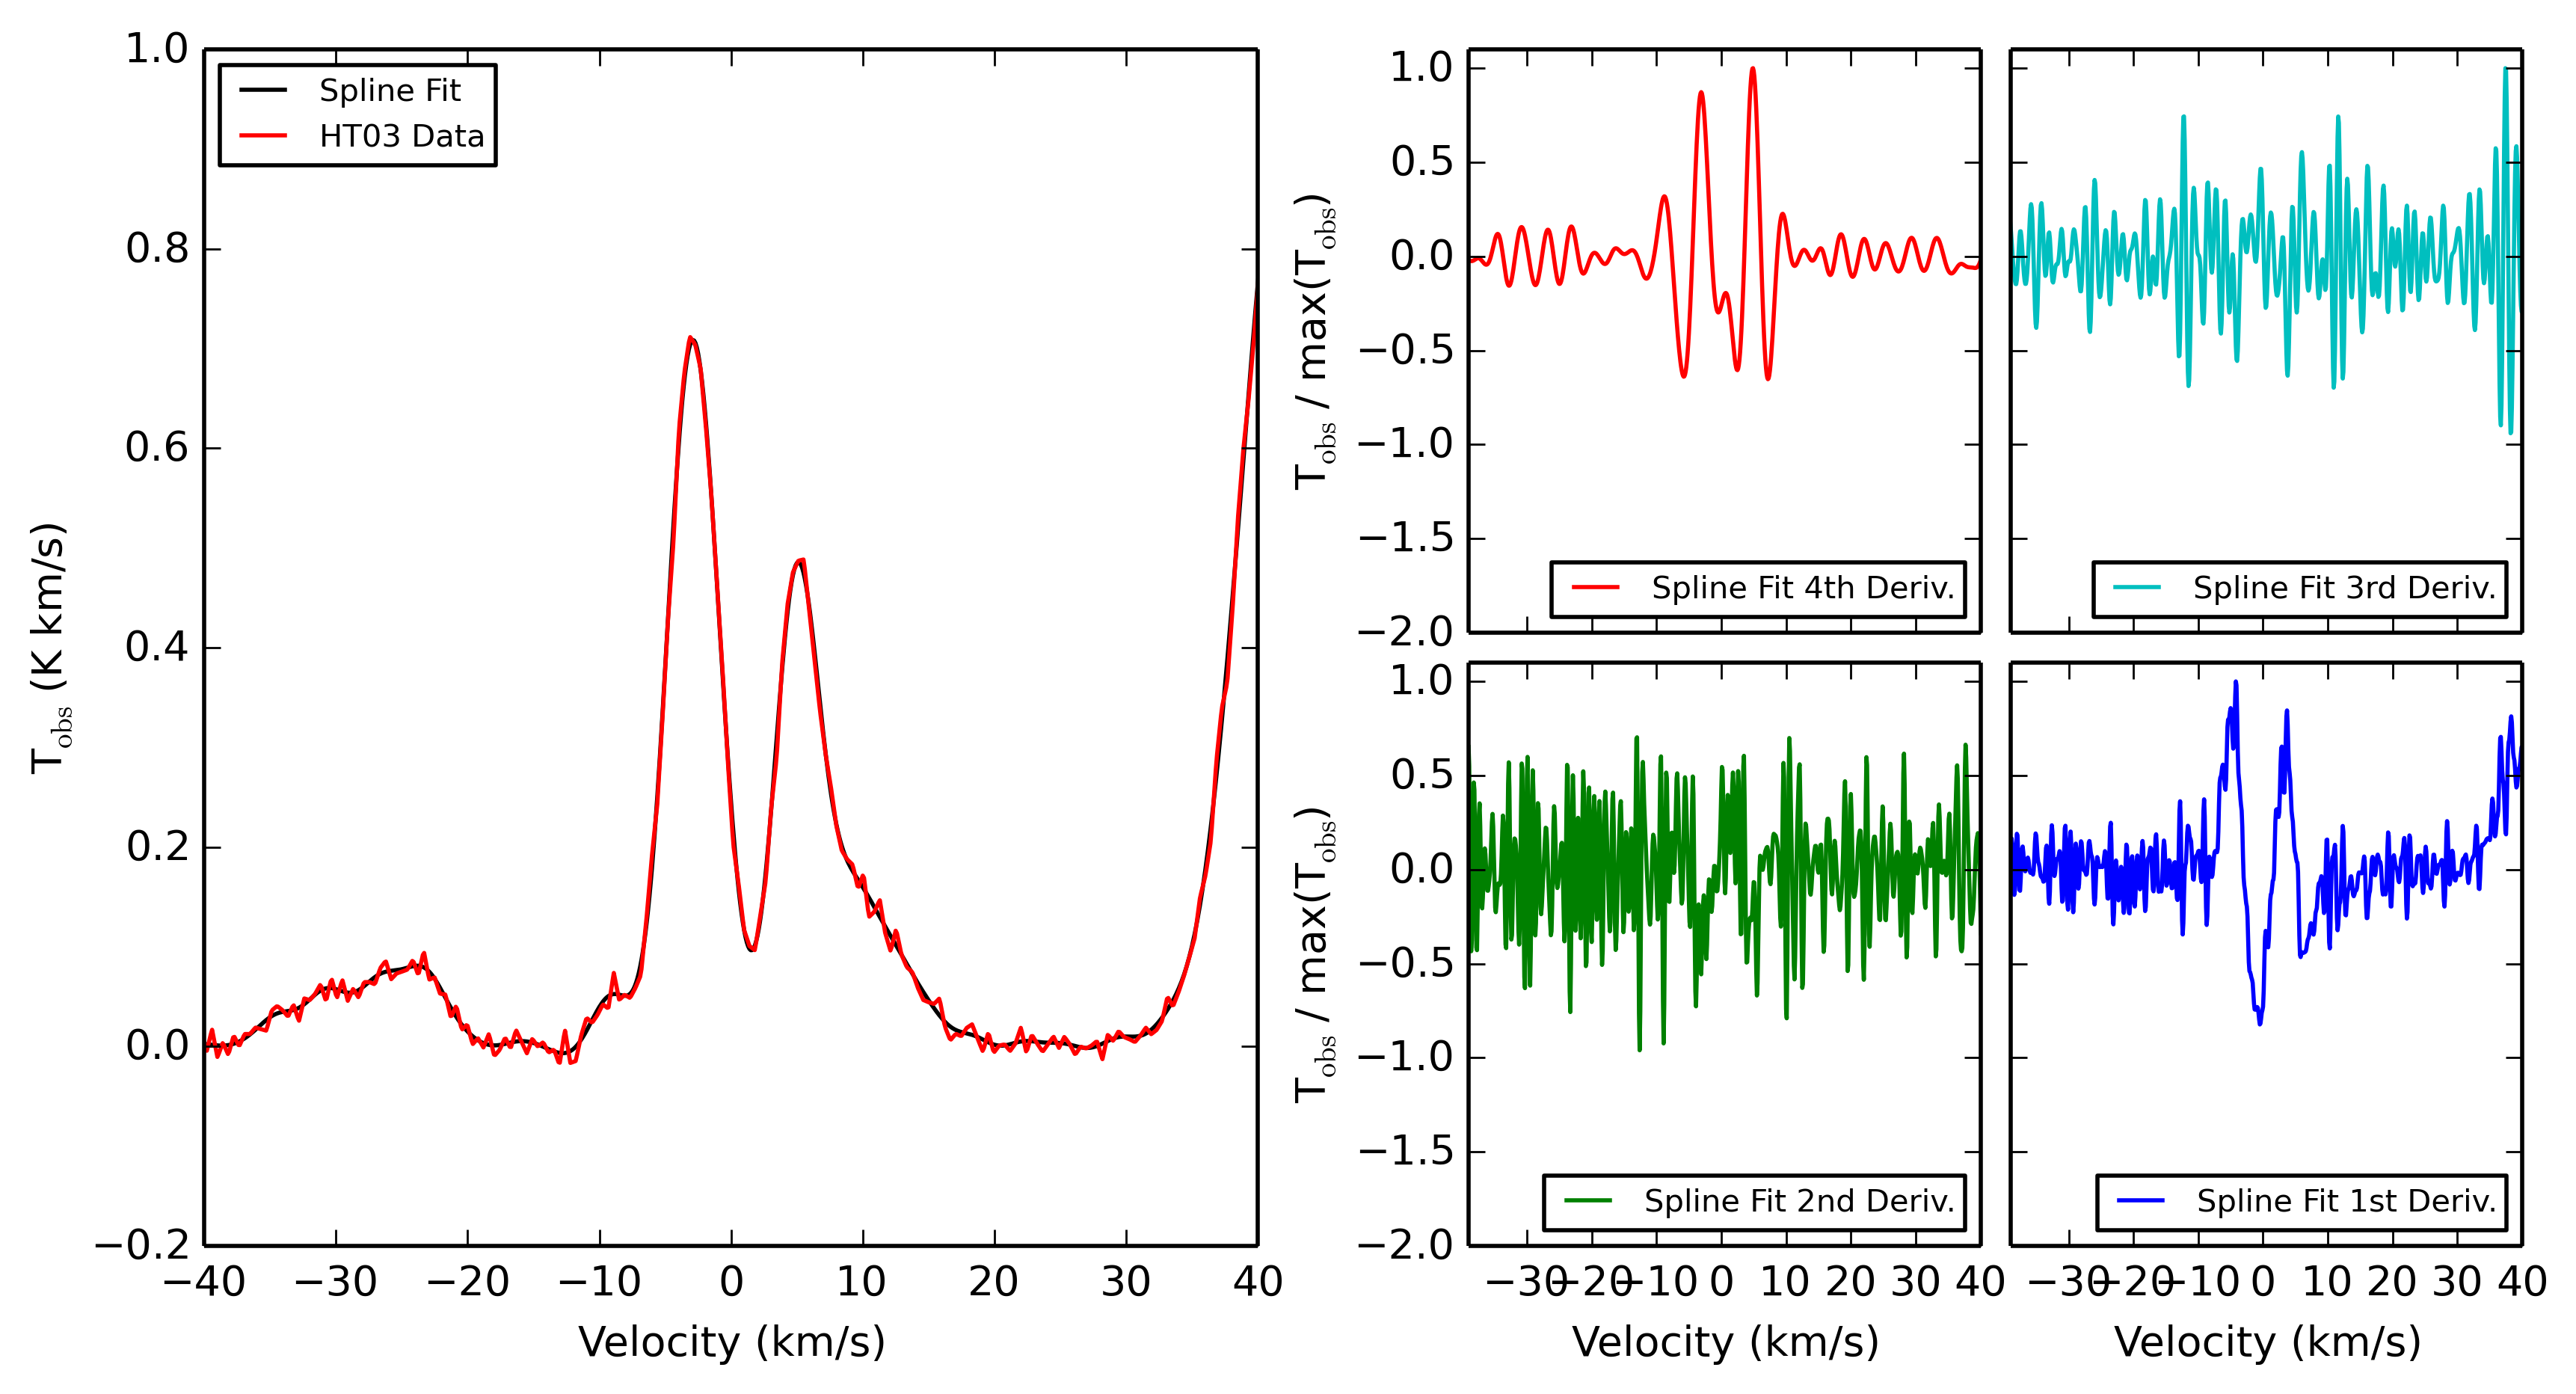 1.0
0.8
0.6
0.4
0.2
0.0
−0.2
T_obs (K km/s)
Spline Fit
HT03 Data
−40 −30 −20 −10 0 10 20 30 40
Velocity (km/s)
1.0
0.5
0.0
−0.5
−1.0
−1.5
−2.0
T_obs / max(T_obs)
Spline Fit 4th Deriv.
Spline Fit 3rd Deriv.
1.0
0.5
0.0
−0.5
−1.0
−1.5
−2.0
T_obs / max(T_obs)
Spline Fit 2nd Deriv.
Spline Fit 1st Deriv.
−30 −20 −10 0 10 20 30 40
Velocity (km/s)
−30 −20 −10 0 10 20 30 40
Velocity (km/s)